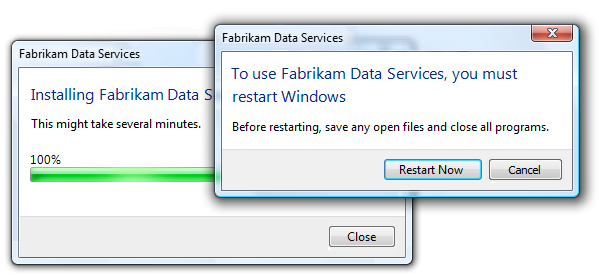 Fabrikam Data Services
Installing Fabrikam Data
This might take several minutes.
100%
Close
Fabrikam Data Services
To use Fabrikam Data Services, you must
restart Windows
Before restarting, save any open files and close all programs.
Restart Now
Cancel